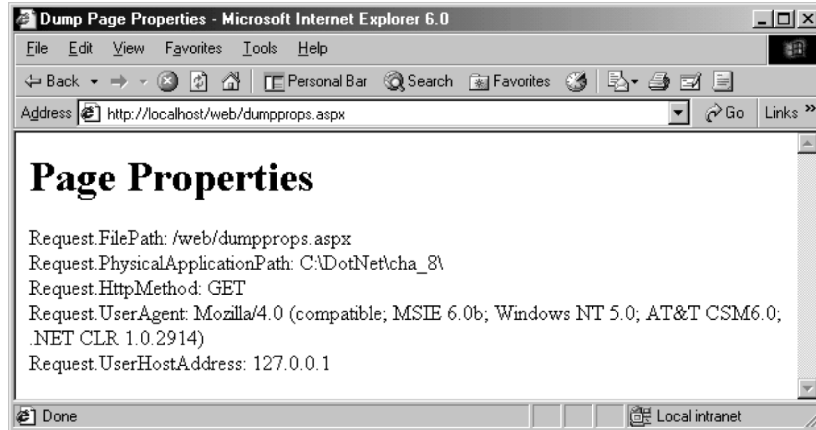 Dump Page Properties - Microsoft Internet Explorer 6.0
File Edit View Favorites Tools Help
Back Personal Bar Search Favorites
Address http://localhost/web/dumpprops.aspx Go Links »
Page Properties
Request.FilePath: /web/dumpprops.aspx
Request.PhysicalApplicationPath: C:\DotNet\cha_8\
Request.HttpMethod: GET
Request.UserAgent: Mozilla/4.0 (compatible; MSIE 6.0b; Windows NT 5.0; AT&T CSM6.0;
.NET CLR 1.0.2914)
Request.UserHostAddress: 127.0.0.1
Done Local intranet